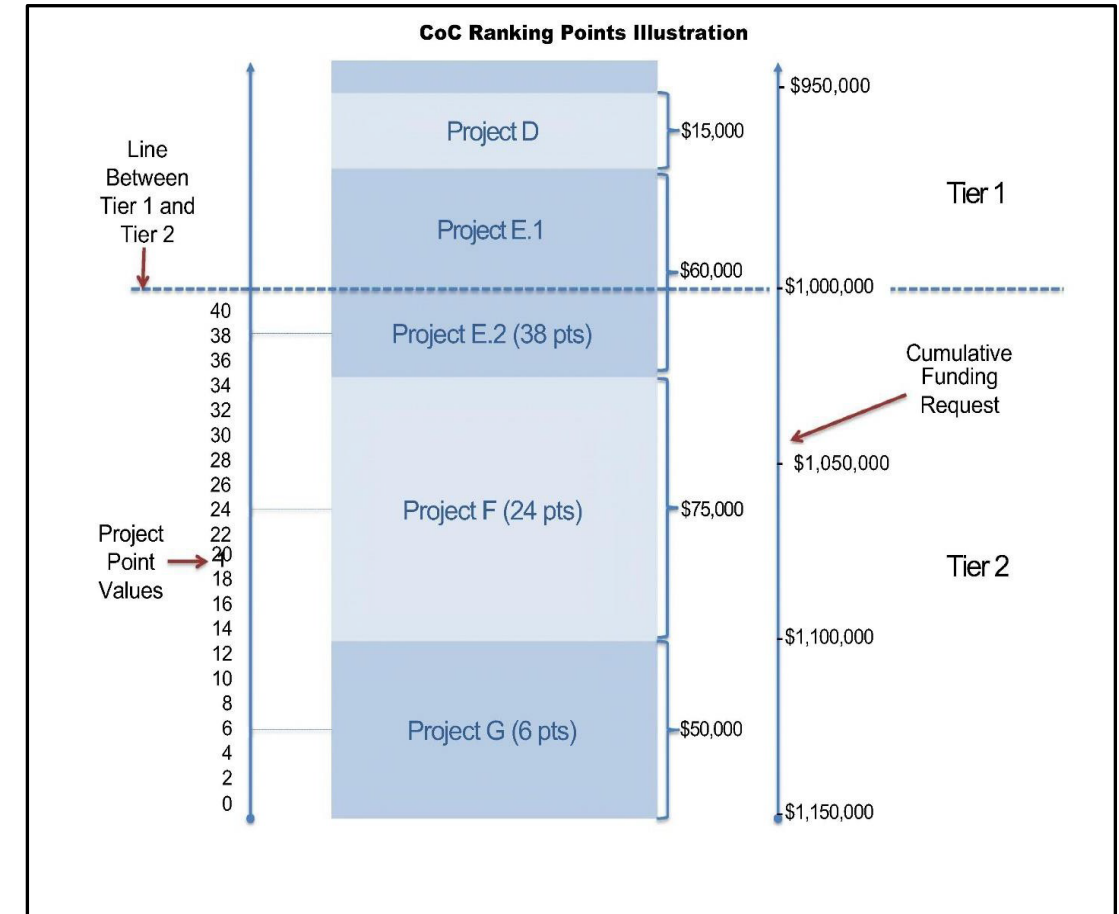 CoC Ranking Points Illustration
$950,000
Project D
$15,000
Line
Between
Tier 1 and
Tier 2
Tier 1
Project E.1
$60,000
$1,000,000
40
38
36
34
32
30
28
26
24
22
20
18
16
14
12
10
8
6
4
2
0
Project E.2 (38 pts)
Cumulative
Funding
Request
$1,050,000
Project F (24 pts)
$75,000
Project
Point
Values
Tier 2
$1,100,000
Project G (6 pts)
$50,000
$1,150,000